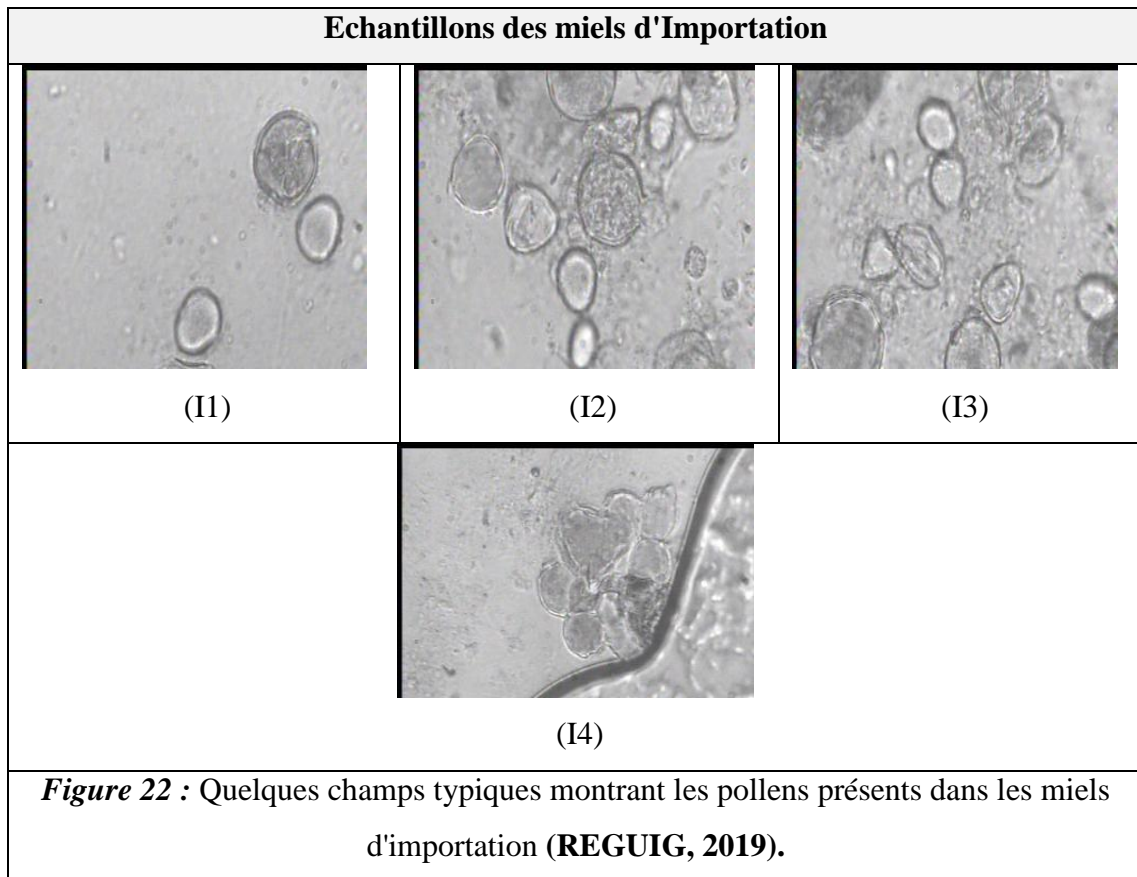 Echantillons des miels d'Importation
(I1)
(I2)
(I3)
(I4)
Figure 22 : Quelques champs typiques montrant les pollens présents dans les miels
d'importation (REGUIG, 2019).